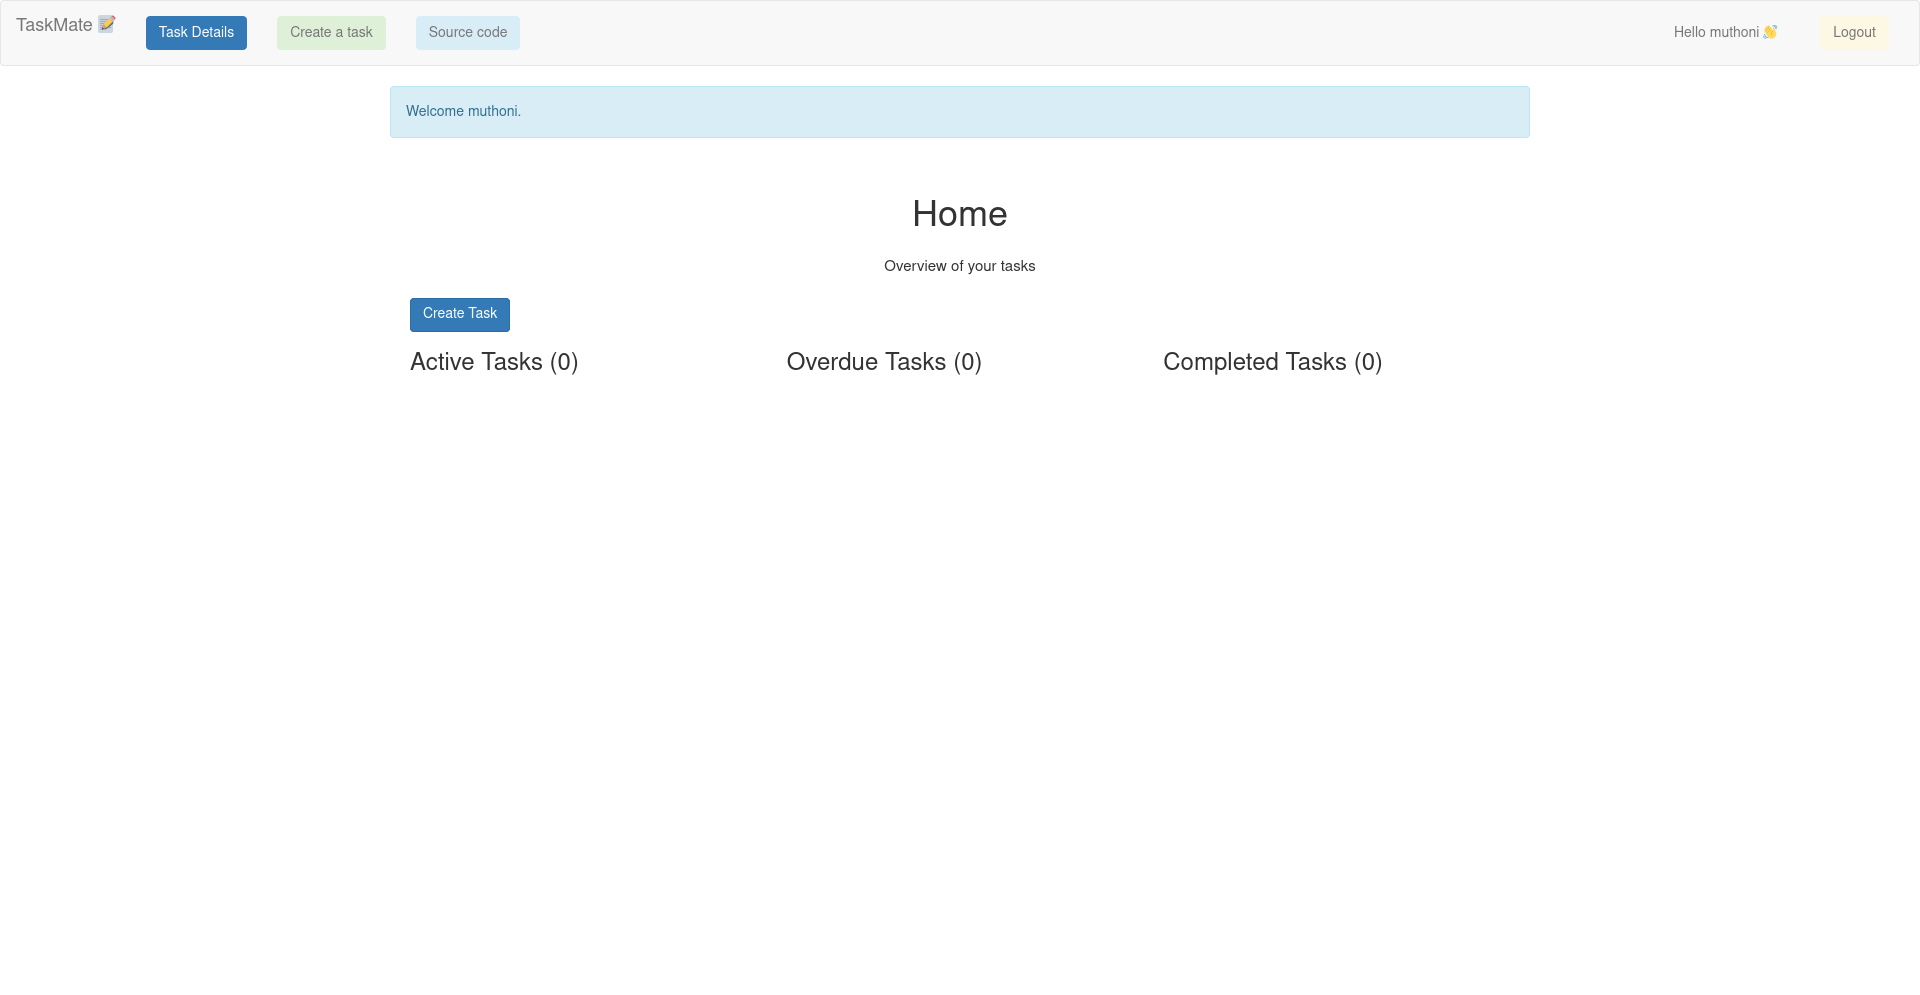 TaskMate 📝
Task Details
Create a task
Source code
Hello muthoni 👋
Logout
Welcome muthoni.
Home
Overview of your tasks
Create Task
Active Tasks (0)
Overdue Tasks (0)
Completed Tasks (0)